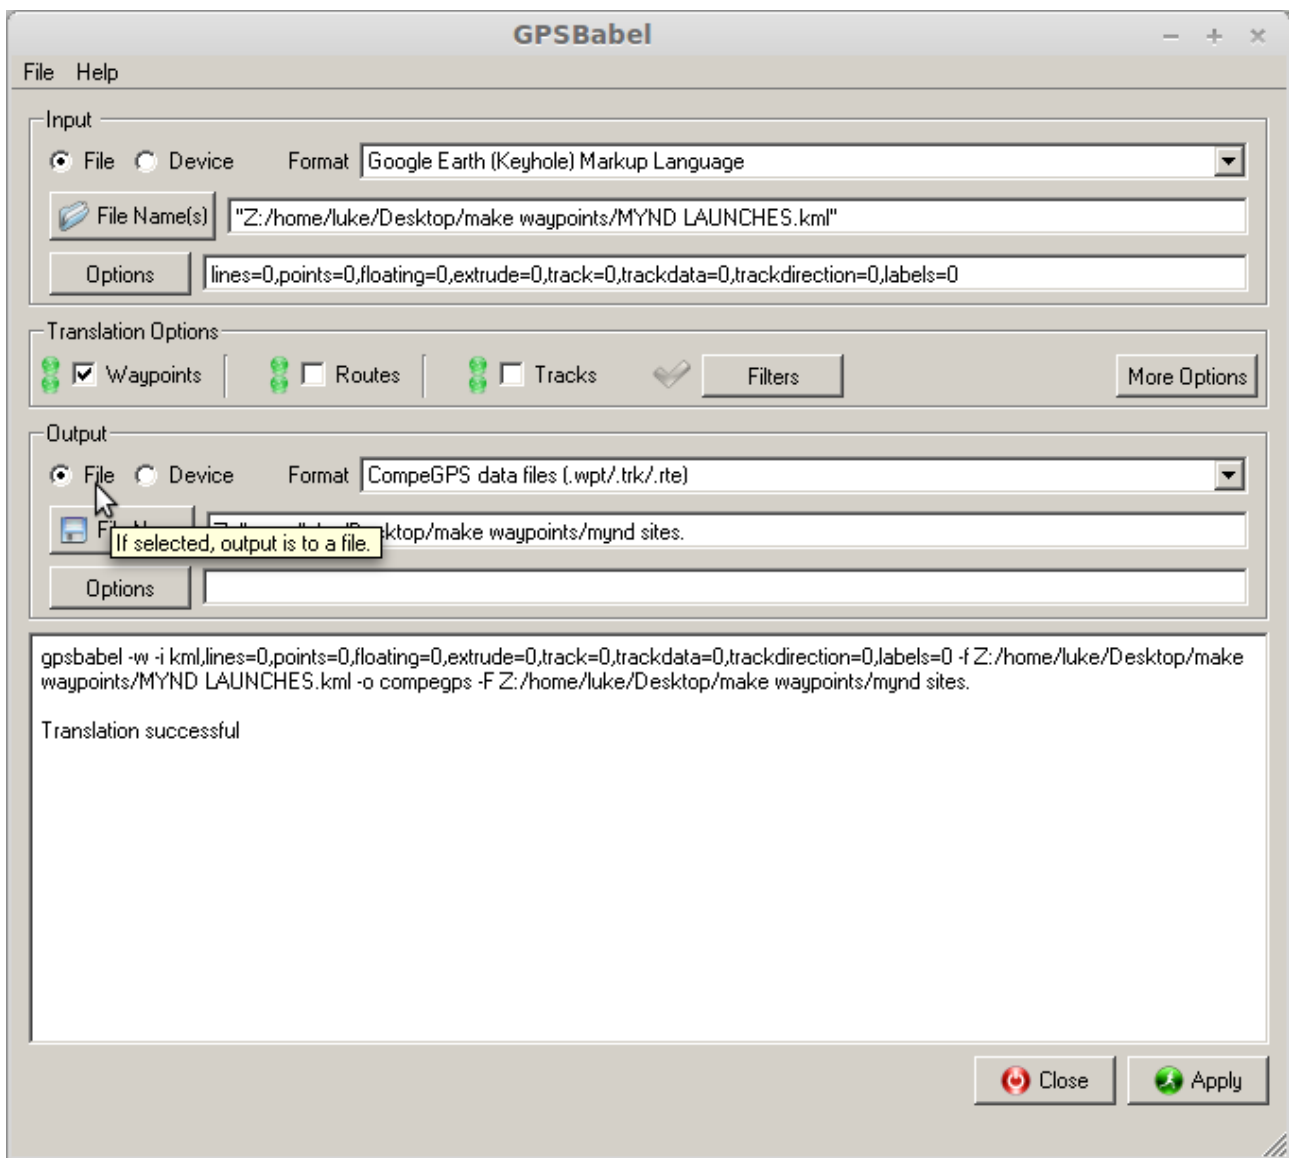 GPSBabel
File Help
Input
File Device Format Google Earth (Keyhole) Markup Language
File Name(s) "Z:/home/luke/Desktop/make waypoints/MYND LAUNCHES.kml"
Options lines=0,points=0,floating=0,extrude=0,track=0,trackdata=0,trackdirection=0,labels=0
Translation Options
Waypoints Routes Tracks Filters More Options
Output
File Device Format CompeGPS data files (.wpt/.trk/.rte)
/make waypoints/mynd sites.
If selected, output is to a file.
Options
gpsbabel -w -i kml,lines=0,points=0,floating=0,extrude=0,track=0,trackdata=0,trackdirection=0,labels=0 -f Z:/home/luke/Desktop/make
waypoints/MYND LAUNCHES.kml -o compegps -F Z:/home/luke/Desktop/make waypoints/mynd sites.
Translation successful
Close Apply